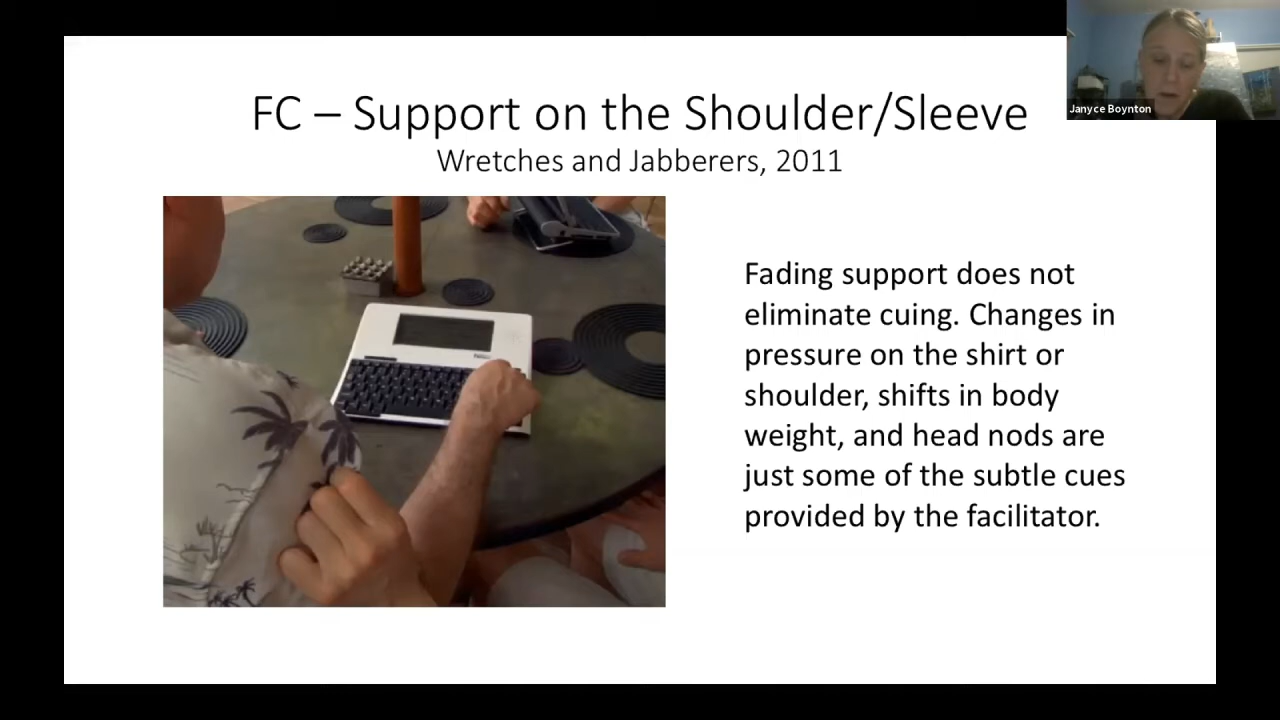 FC – Support on the Shoulder/Sleeve
Wretches and Jabberers, 2011
Janyce Boynton
Fading support does not
eliminate cuing. Changes in
pressure on the shirt or
shoulder, shifts in body
weight, and head nods are
just some of the subtle cues
provided by the facilitator.